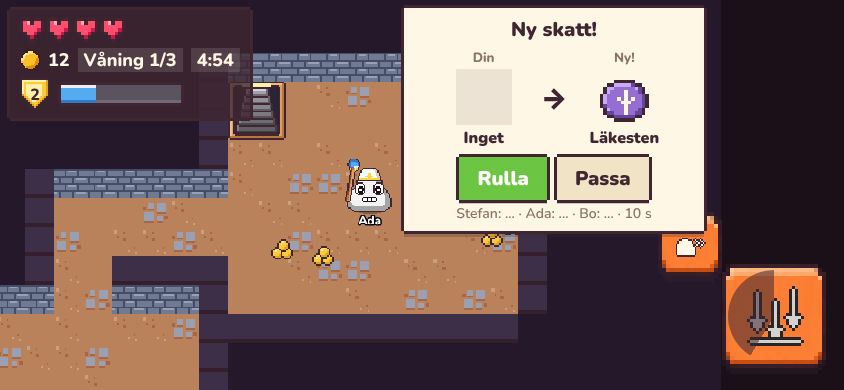 12 Våning 1/3 4:54
2
Ny skatt!
Din Ny!
Inget Läkesten
Rulla Passa
Stefan: ... · Ada: ... · Bo: ... · 10 s
Ada